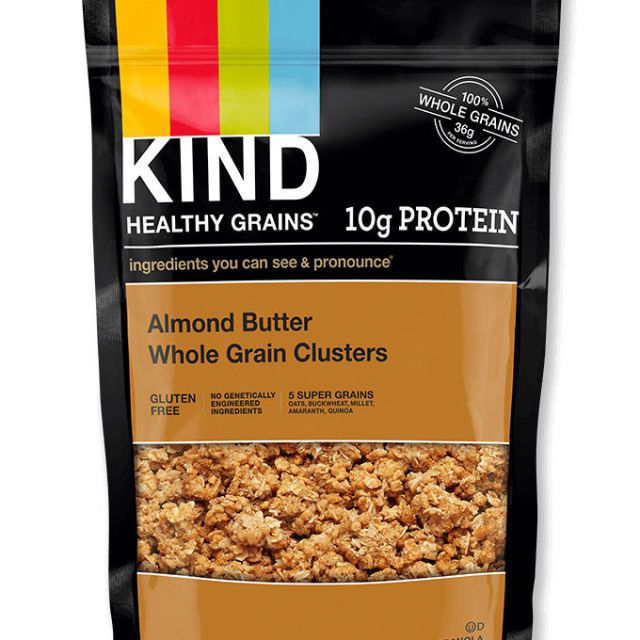 KIND
HEALTHY GRAINS™
10g PROTEIN
100%
WHOLE GRAINS
36g
PER SERVING
ingredients you can see & pronounce®
Almond Butter
Whole Grain Clusters
GLUTEN
FREE
NO GENETICALLY
ENGINEERED
INGREDIENTS
5 SUPER GRAINS
OATS, BUCKWHEAT, MILLET,
AMARANTH, QUINOA
ⓊD